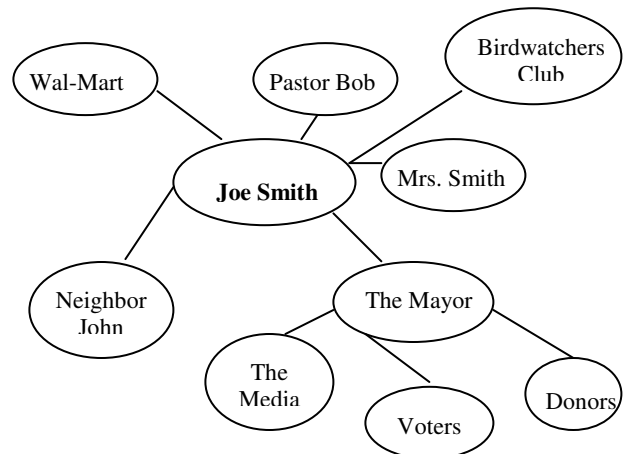 Birdwatchers
Club
Wal-Mart
Pastor Bob
Mrs. Smith
Joe Smith
Neighbor
John
The Mayor
The
Media
Donors
Voters